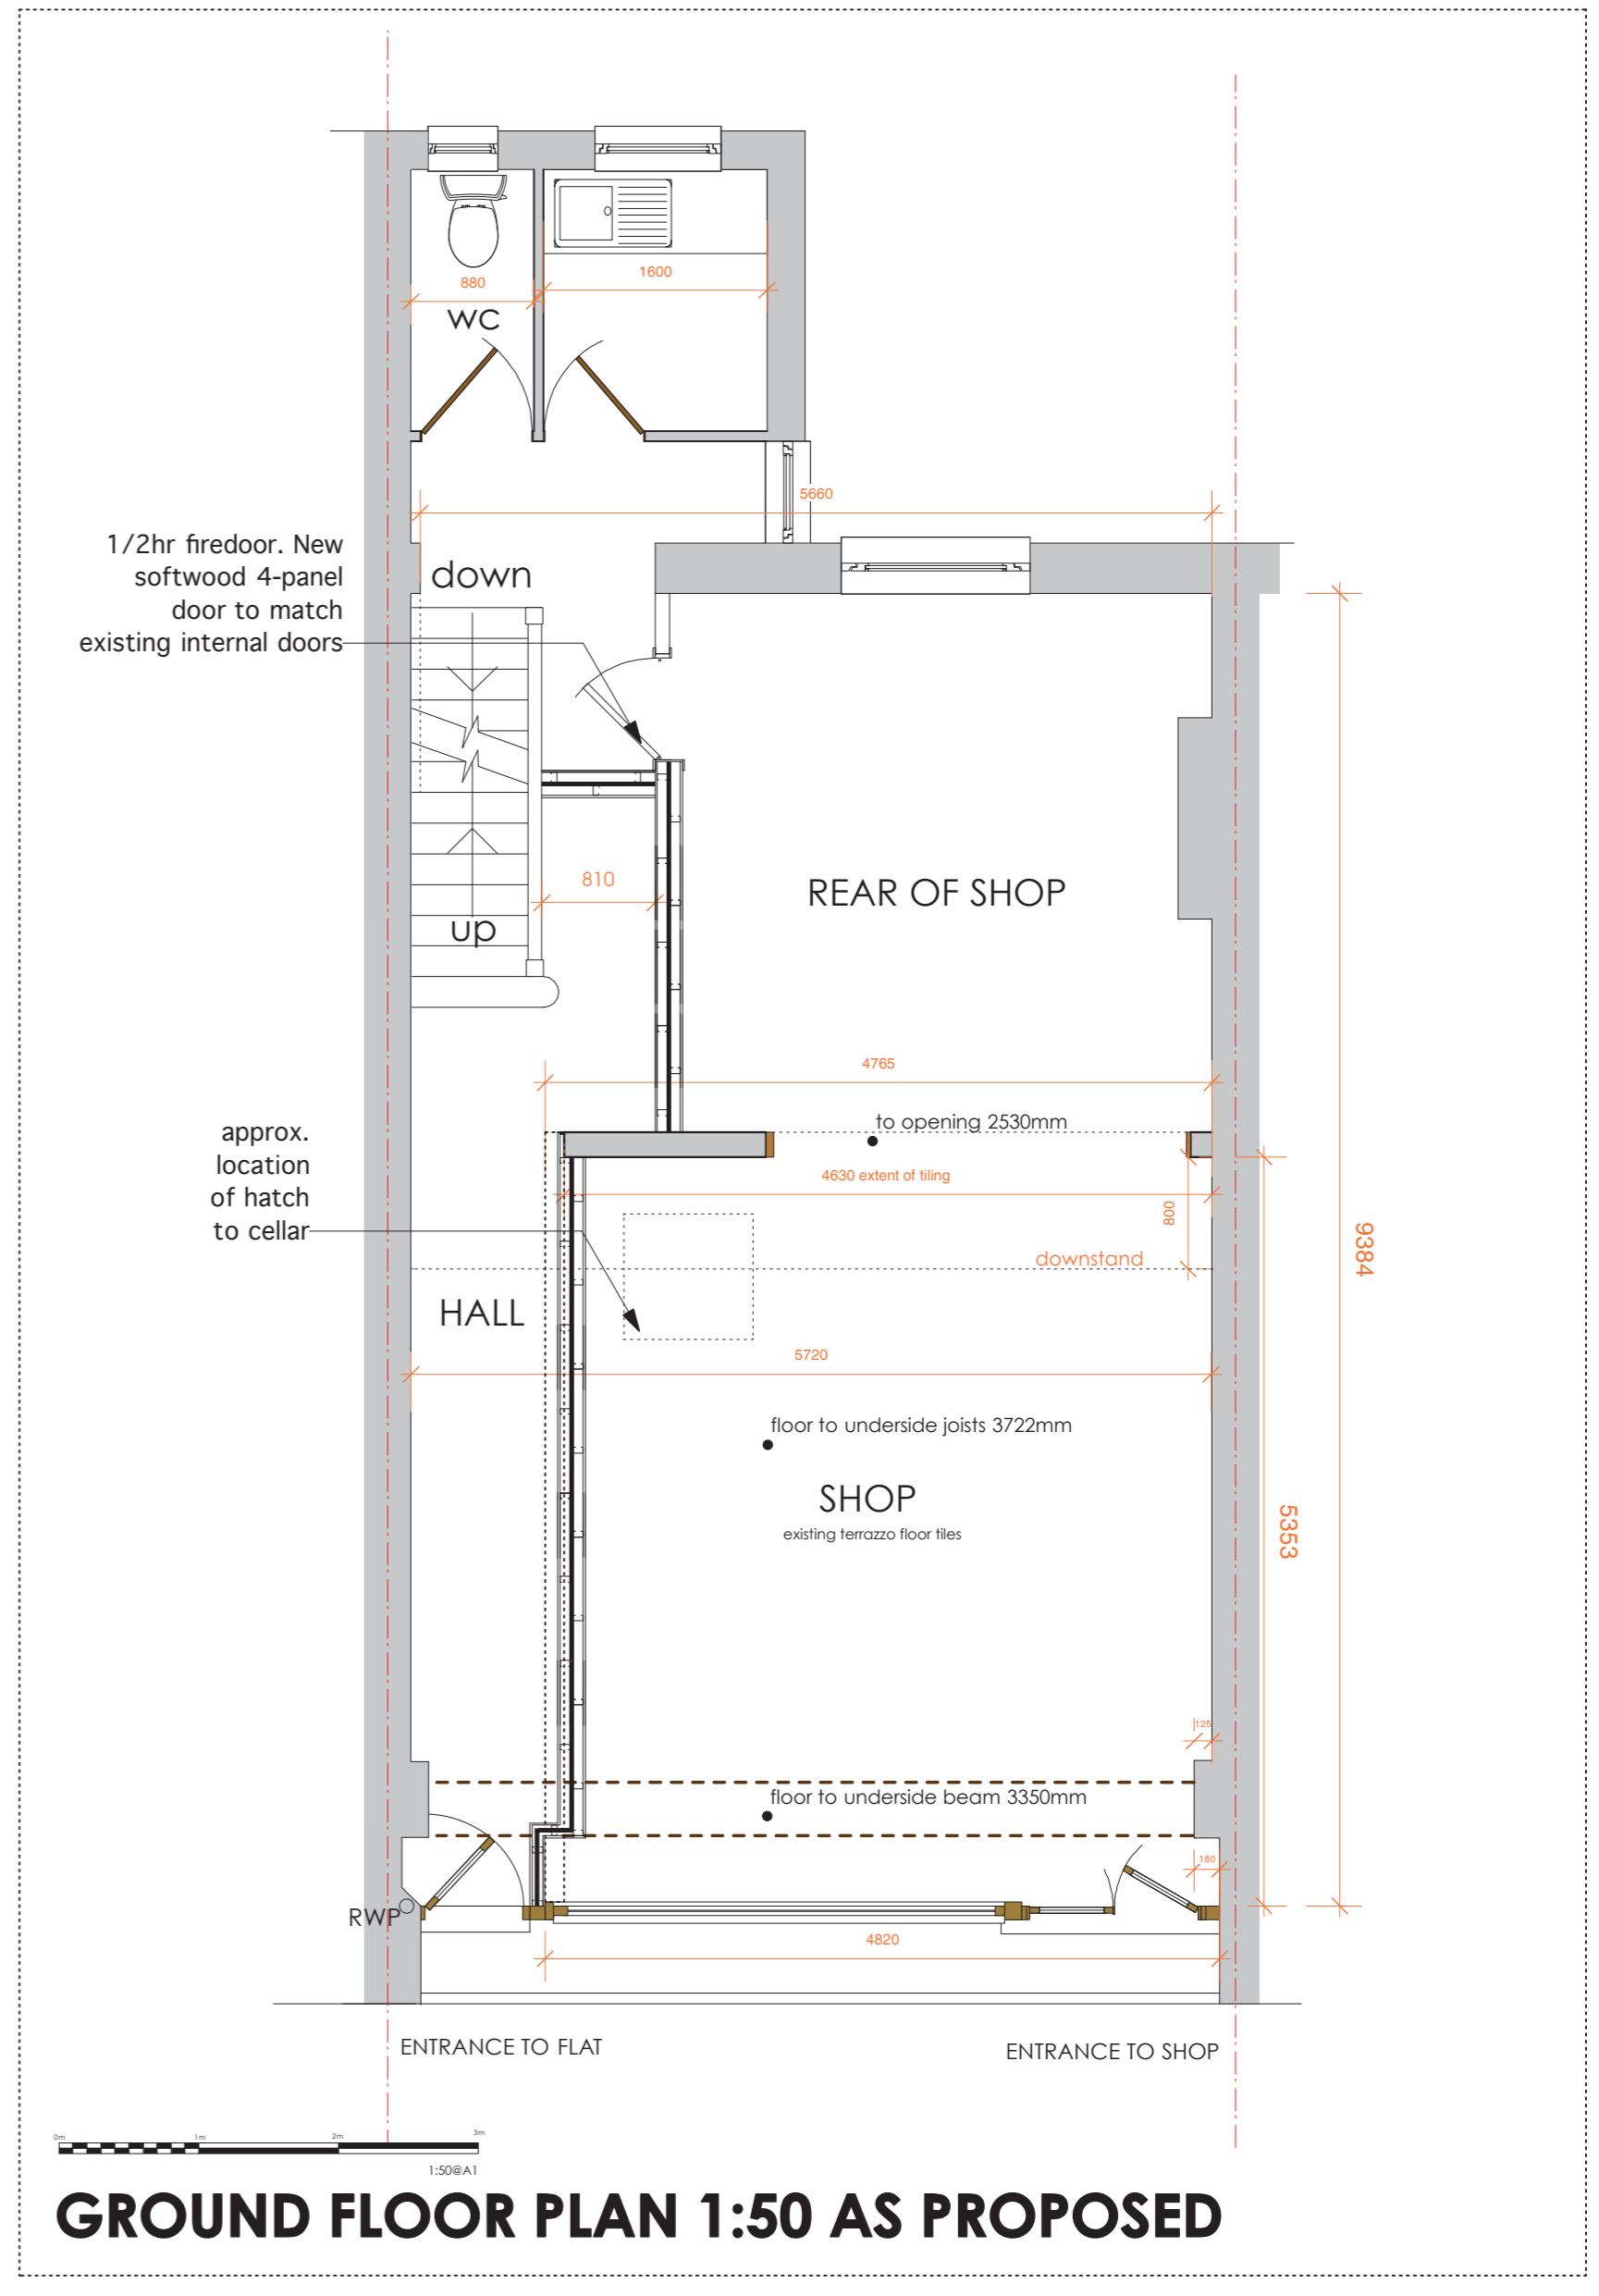 880
1600
WC
5660
1/2hr firedoor. New
softwood 4-panel
door to match
existing internal doors
down
810
REAR OF SHOP
up
4765
to opening 2530mm
approx.
location
of hatch
to cellar
4630 extent of tiling
800
downstand
9384
HALL
5720
floor to underside joists 3722mm
SHOP
existing terrazzo floor tiles
5353
125
floor to underside beam 3350mm
180
RWP
4820
ENTRANCE TO FLAT
ENTRANCE TO SHOP
0m 1m 2m 3m
1:50@A1
GROUND FLOOR PLAN 1:50 AS PROPOSED